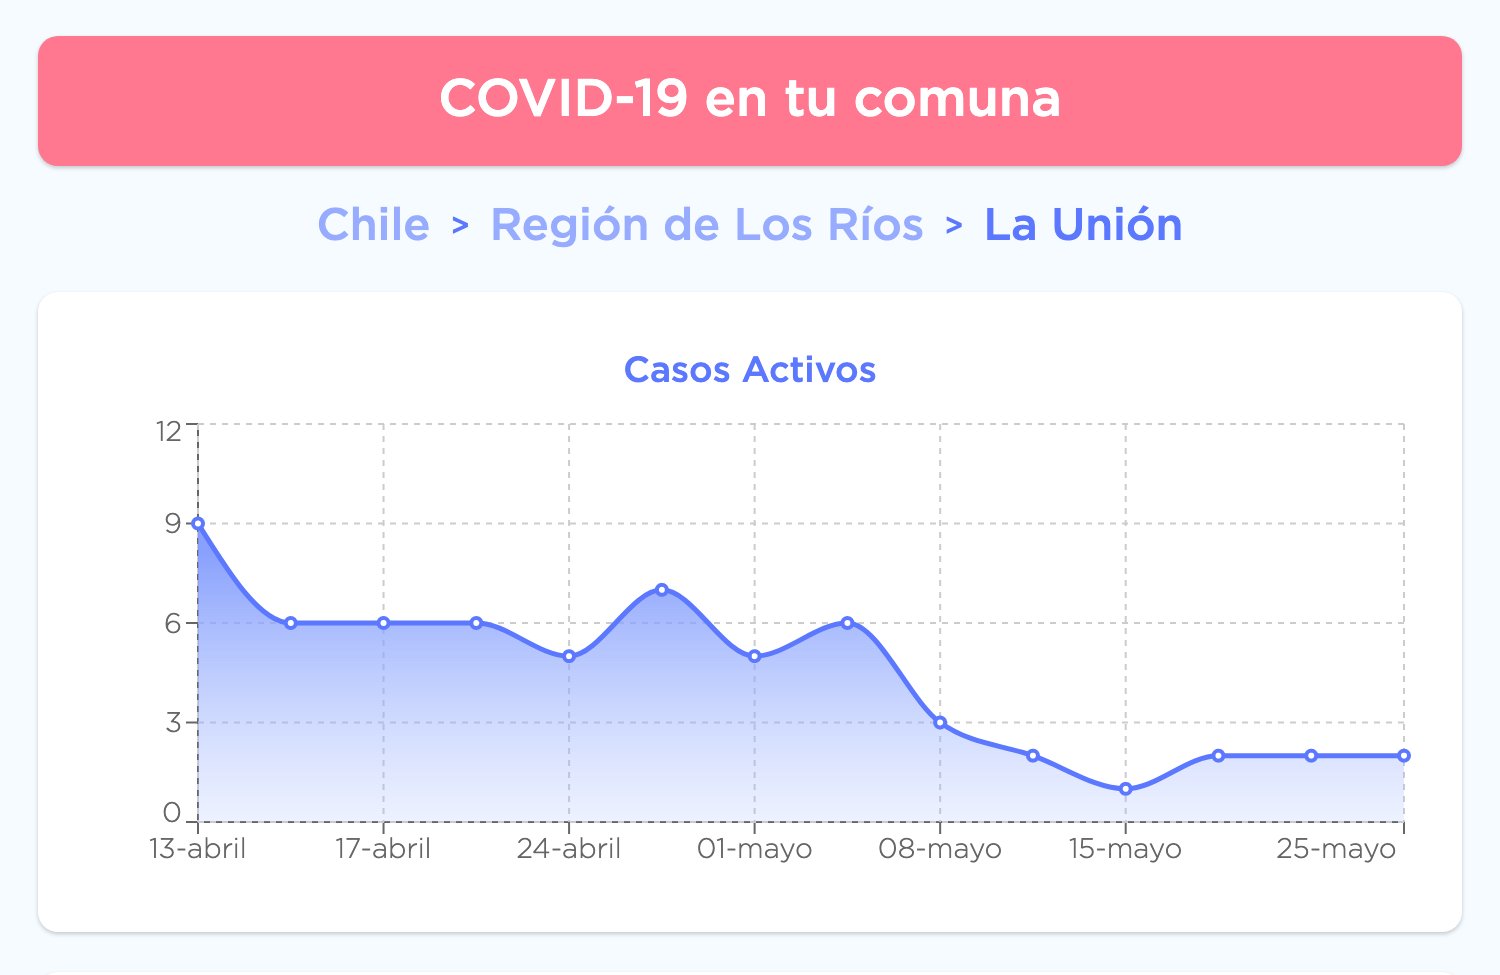 COVID-19 en tu comuna
Chile > Región de Los Ríos > La Unión
Casos Activos
12
9
6
3
0
13-abril 17-abril 24-abril 01-mayo 08-mayo 15-mayo 25-mayo